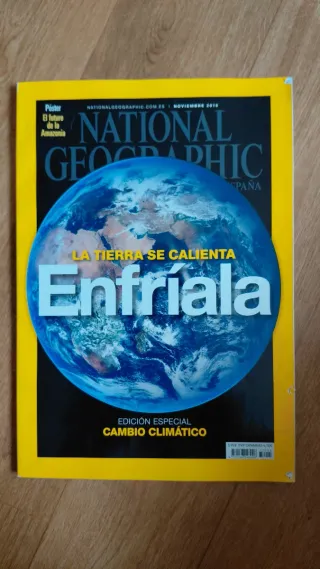 Póster
El futuro
de la
Amazonia
NATIONALGEOGRAPHIC.COM.ES | NOVIEMBRE 2015
NATIONAL
GEOGRAPHIC
ESPAÑA
LA TIERRA SE CALIENTA
Enfríala
EDICIÓN ESPECIAL
CAMBIO CLIMÁTICO